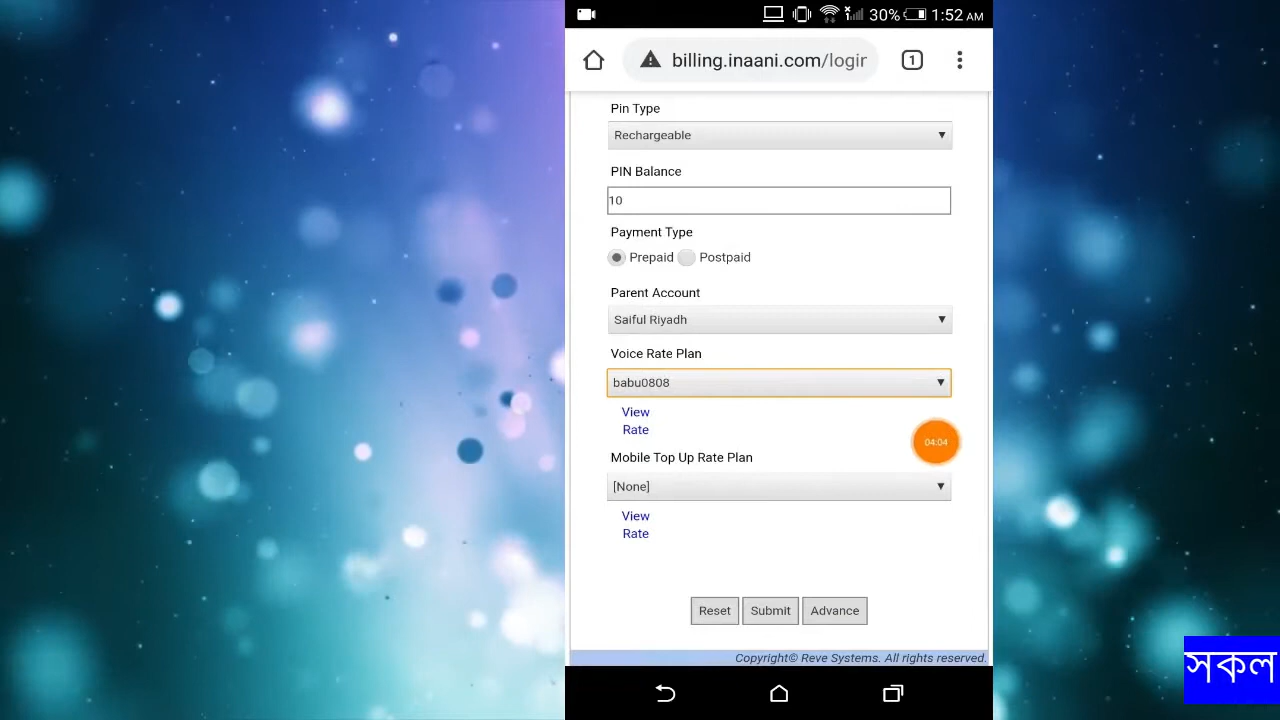 30% 1:52 AM
billing.inaani.com/logir
1
Pin Type
Rechargeable
PIN Balance
10
Payment Type
Prepaid Postpaid
Parent Account
Saiful Riyadh
Voice Rate Plan
babu0808
View
Rate
04:04
Mobile Top Up Rate Plan
[None]
View
Rate
Reset Submit Advance
Copyright© Reve Systems. All rights reserved.
সকল